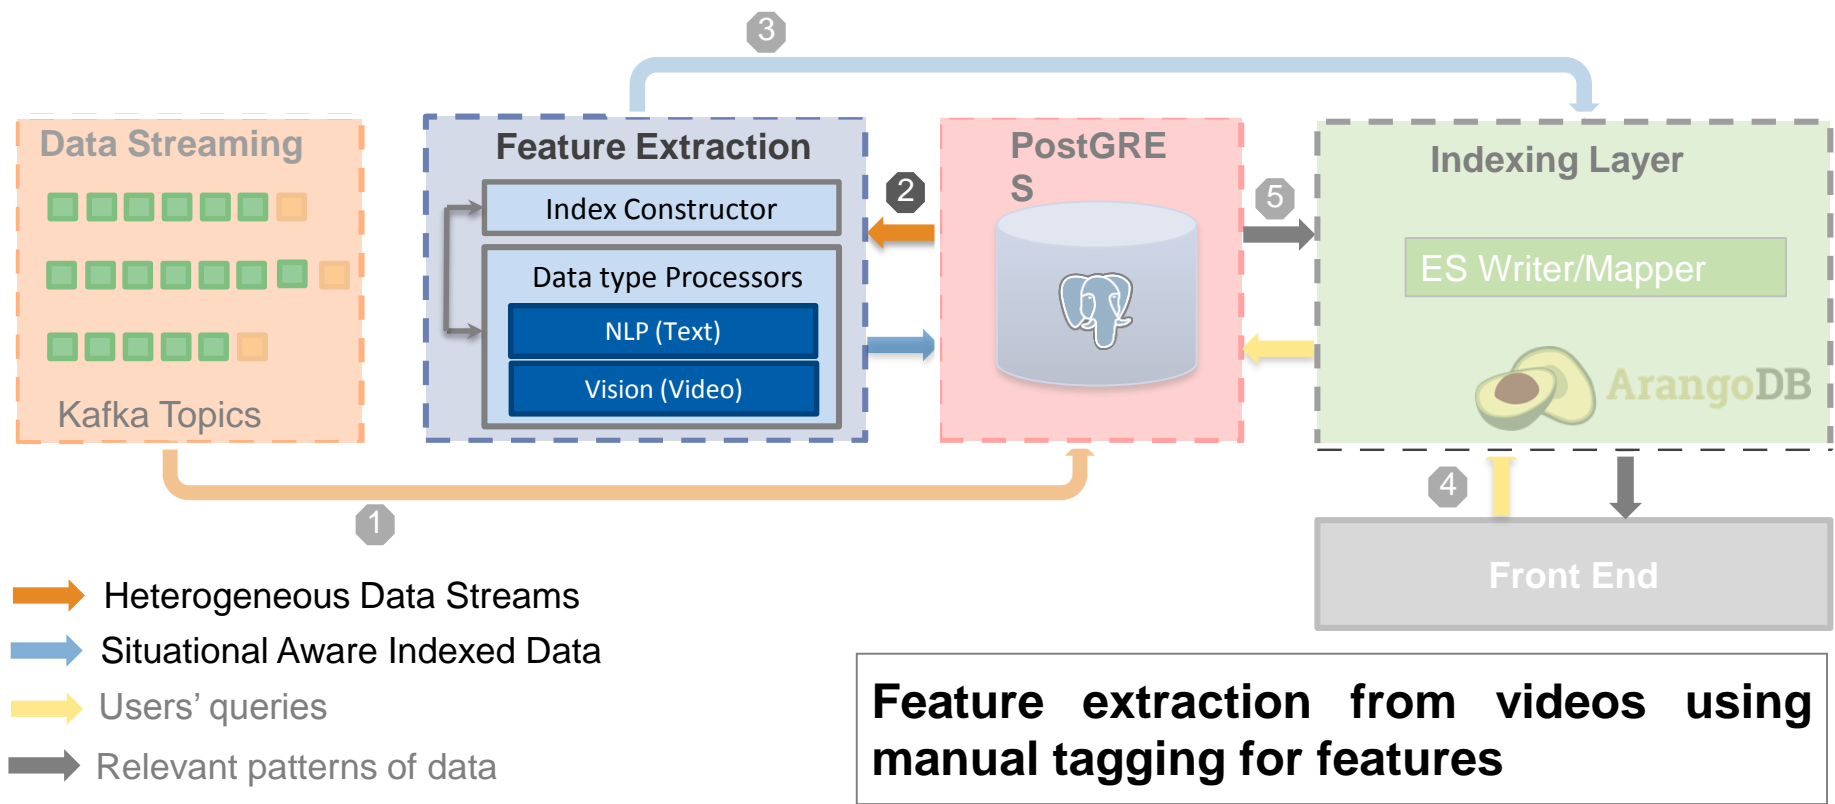 3
Data Streaming
Kafka Topics
Feature Extraction
Index Constructor
Data type Processors
NLP (Text)
Vision (Video)
2
PostGRE
S
5
Indexing Layer
ES Writer/Mapper
ArangoDB
1
4
Front End
Heterogeneous Data Streams
Situational Aware Indexed Data
Users’ queries
Relevant patterns of data
Feature extraction from videos using
manual tagging for features